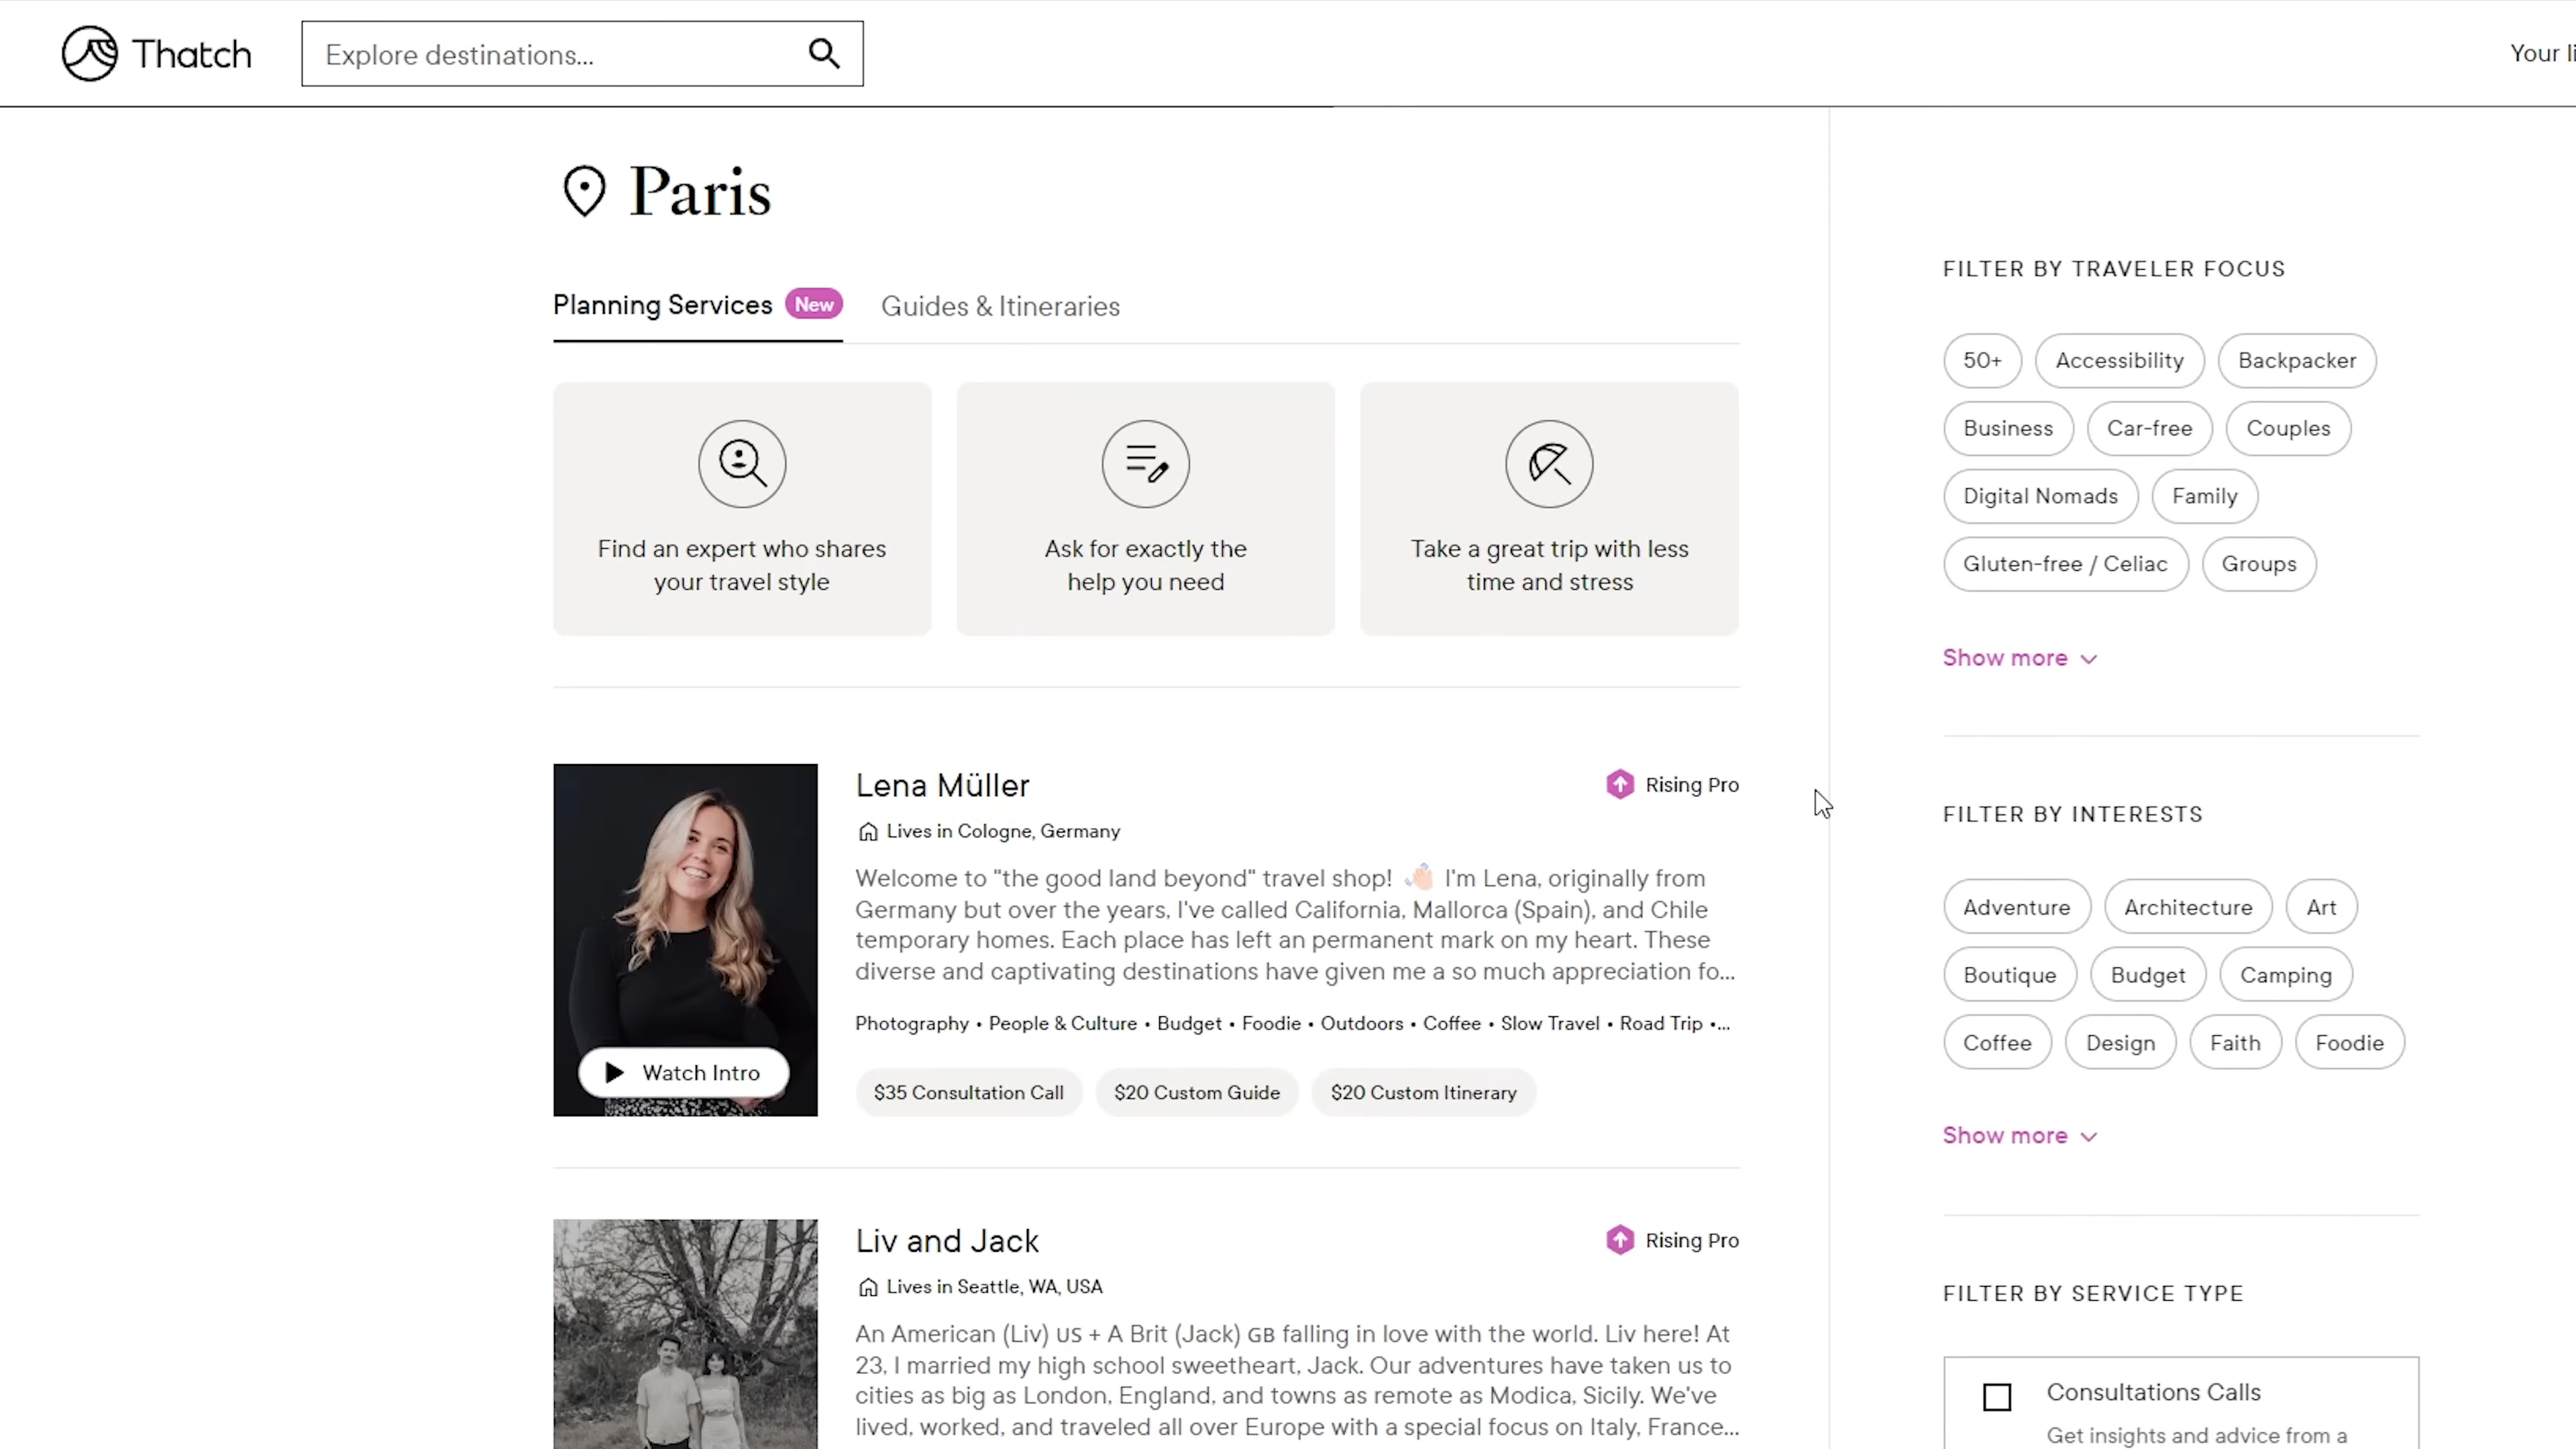 Thatch
Explore destinations...
Your li
Paris
Planning Services New
Guides & Itineraries
Find an expert who shares
your travel style
Ask for exactly the
help you need
Take a great trip with less
time and stress
Lena Müller
Rising Pro
Lives in Cologne, Germany
Welcome to "the good land beyond" travel shop! 👋🏻 I'm Lena, originally from
Germany but over the years, I've called California, Mallorca (Spain), and Chile
temporary homes. Each place has left an permanent mark on my heart. These
diverse and captivating destinations have given me a so much appreciation fo...
Photography • People & Culture • Budget • Foodie • Outdoors • Coffee • Slow Travel • Road Trip •...
Watch Intro
$35 Consultation Call
$20 Custom Guide
$20 Custom Itinerary
Liv and Jack
Rising Pro
Lives in Seattle, WA, USA
An American (Liv) US + A Brit (Jack) GB falling in love with the world. Liv here! At
23, I married my high school sweetheart, Jack. Our adventures have taken us to
cities as big as London, England, and towns as remote as Modica, Sicily. We've
lived, worked, and traveled all over Europe with a special focus on Italy, France...
FILTER BY TRAVELER FOCUS
50+ Accessibility Backpacker
Business Car-free Couples
Digital Nomads Family
Gluten-free / Celiac Groups
Show more
FILTER BY INTERESTS
Adventure Architecture Art
Boutique Budget Camping
Coffee Design Faith Foodie
Show more
FILTER BY SERVICE TYPE
Consultations Calls
Get insights and advice from a